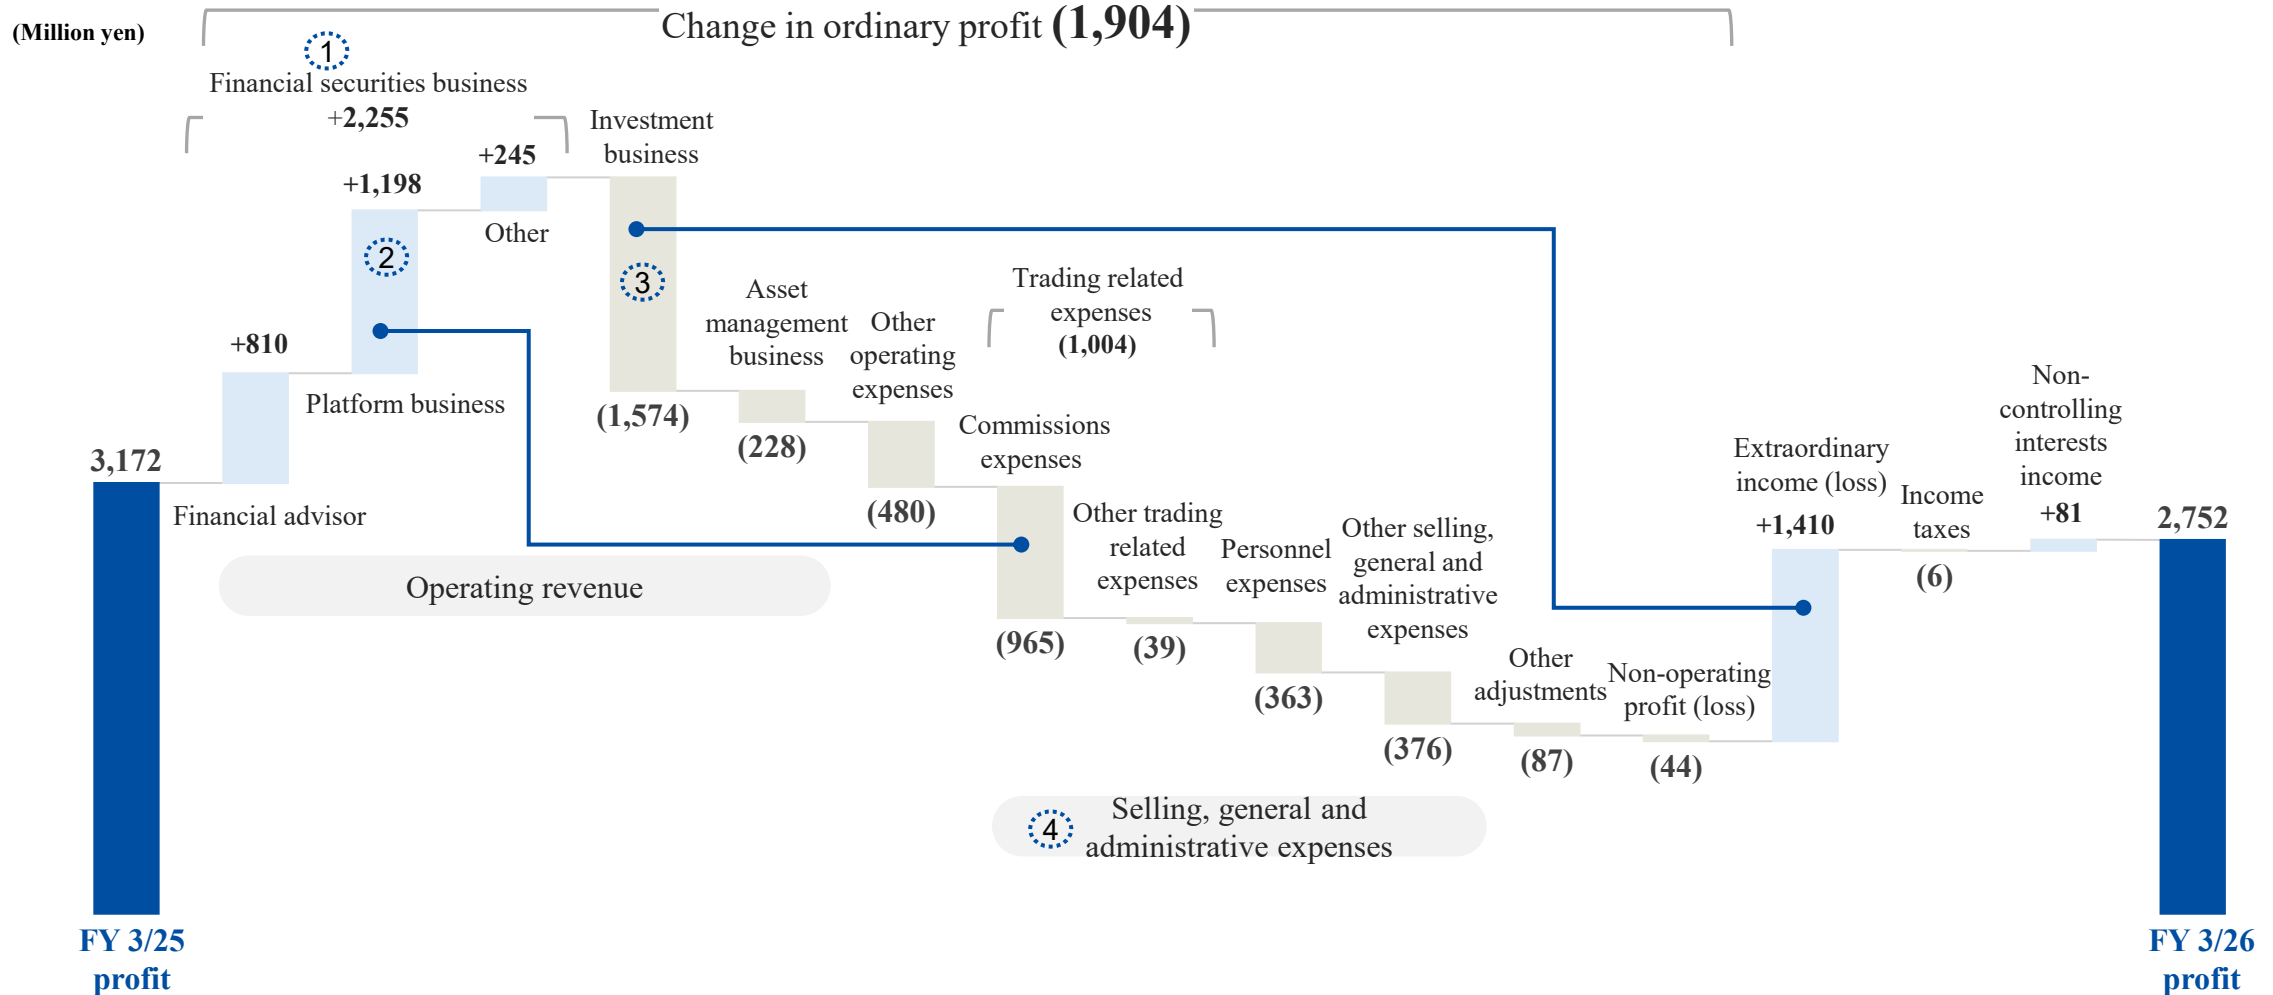 (Million yen)
Change in ordinary profit (1,904)
1
Financial securities business
+2,255
+810
Financial advisor
+1,198
2
Platform business
+245
Other
Investment
business
3
(1,574)
Asset
management
business
(228)
Other
operating
expenses
(480)
Trading related
expenses
(1,004)
Commissions
expenses
(965)
Other trading
related
expenses
(39)
Personnel
expenses
(363)
Other selling,
general and
administrative
expenses
(376)
Other
adjustments
(87)
Non-operating
profit (loss)
(44)
Extraordinary
income (loss)
+1,410
Income
taxes
(6)
Non-
controlling
interests
income
+81
3,172
2,752
Operating revenue
4
Selling, general and
administrative expenses
FY 3/25
profit
FY 3/26
profit